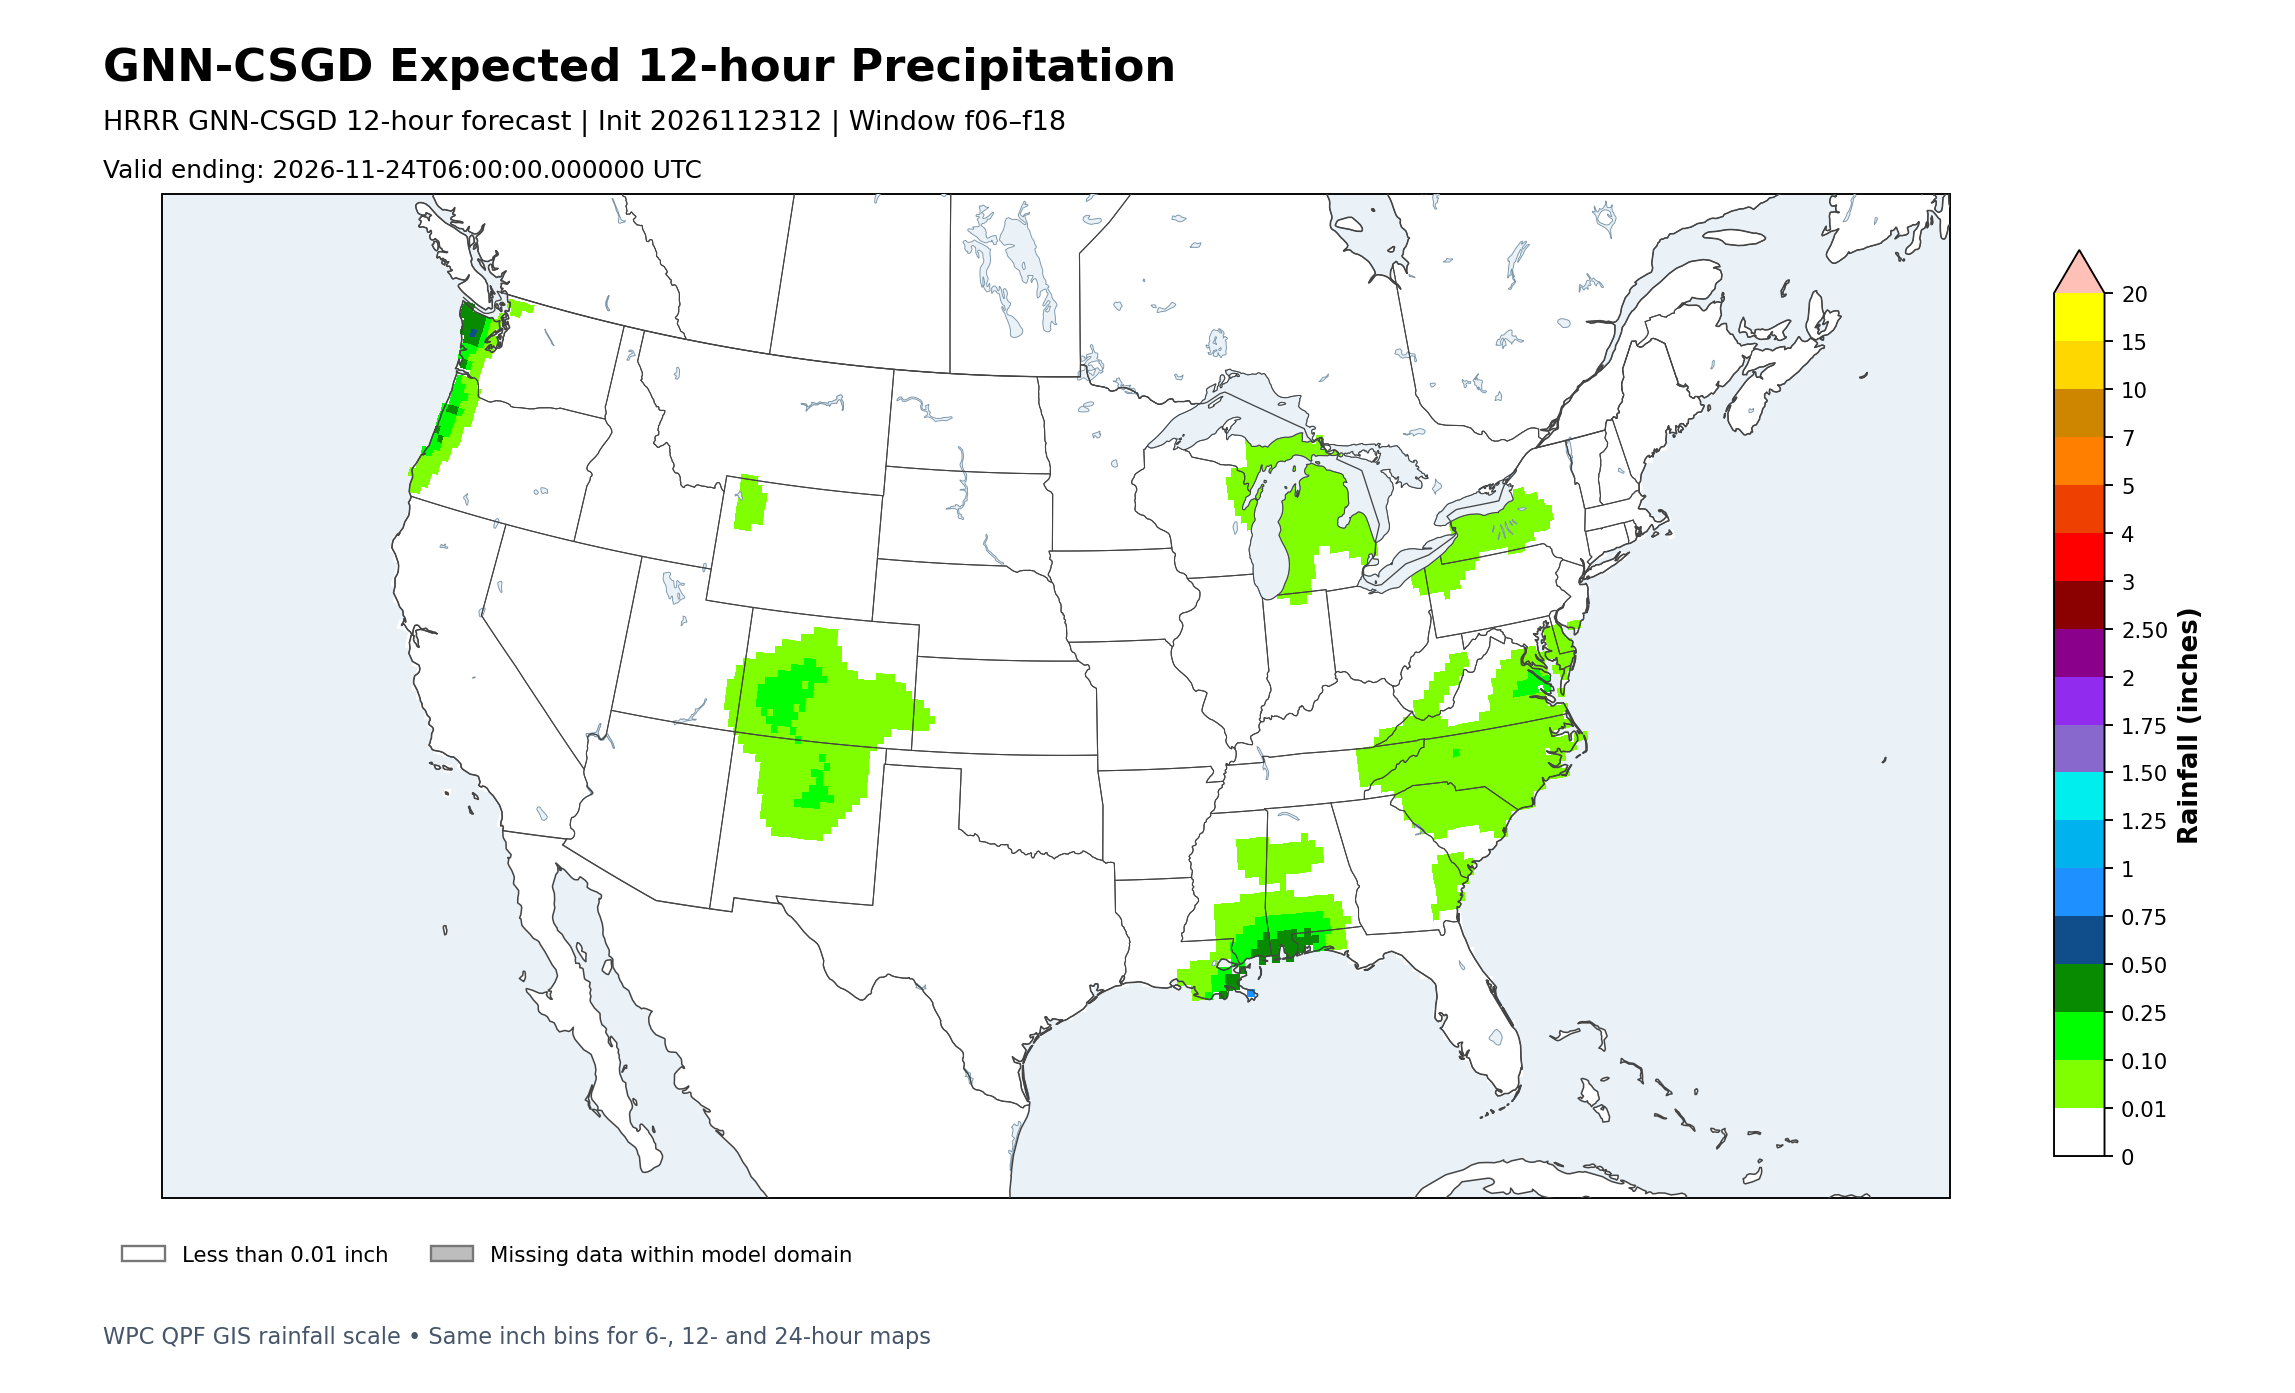 GNN-CSGD Expected 12-hour Precipitation
HRRR GNN-CSGD 12-hour forecast | Init 2026112312 | Window f06–f18
Valid ending: 2026-11-24T06:00:00.000000 UTC
20
15
10
7
5
4
3
2.50
2
1.75
1.50
1.25
1
0.75
0.50
0.25
0.10
0.01
0
Rainfall (inches)
Less than 0.01 inch
Missing data within model domain
WPC QPF GIS rainfall scale • Same inch bins for 6-, 12- and 24-hour maps